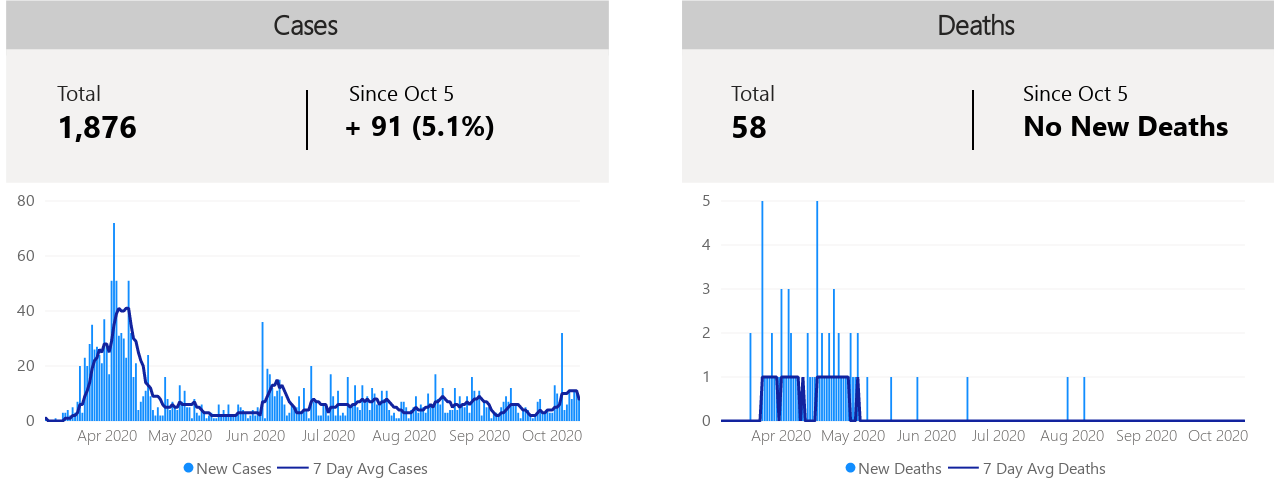 Cases
Total
1,876
Since Oct 5
+ 91 (5.1%)
80
60
40
20
0
Apr 2020 May 2020 Jun 2020 Jul 2020 Aug 2020 Sep 2020 Oct 2020
New Cases 7 Day Avg Cases
Deaths
Total
58
Since Oct 5
No New Deaths
5
4
3
2
1
0
Apr 2020 May 2020 Jun 2020 Jul 2020 Aug 2020 Sep 2020 Oct 2020
New Deaths 7 Day Avg Deaths